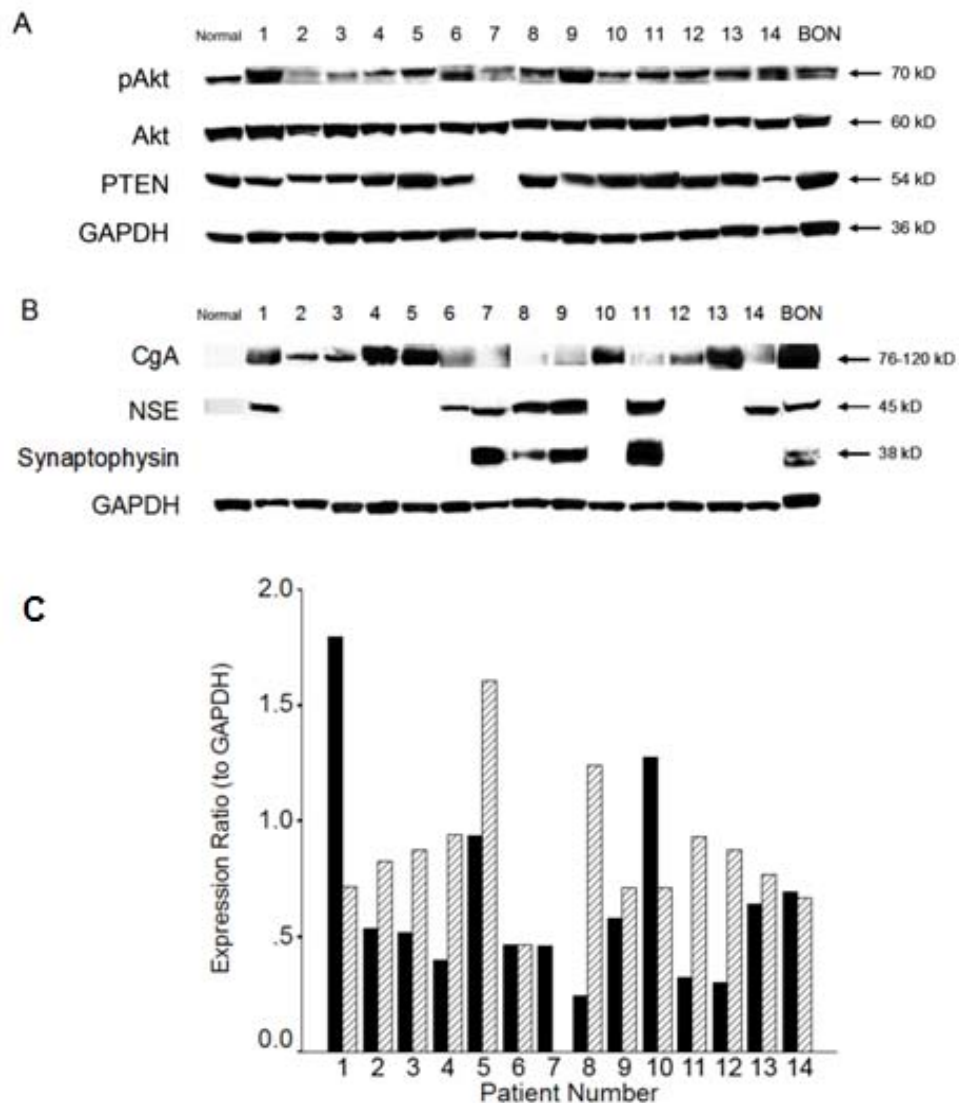 A
Normal 1 2 3 4 5 6 7 8 9 10 11 12 13 14 BON
pAkt 70 kD
Akt 60 kD
PTEN 54 kD
GAPDH 36 kD
B
Normal 1 2 3 4 5 6 7 8 9 10 11 12 13 14 BON
CgA 76-120 kD
NSE 45 kD
Synaptophysin 38 kD
GAPDH
C
Expression Ratio (to GAPDH)
2.0
1.5
1.0
.5
0.0
1 2 3 4 5 6 7 8 9 10 11 12 13 14
Patient Number